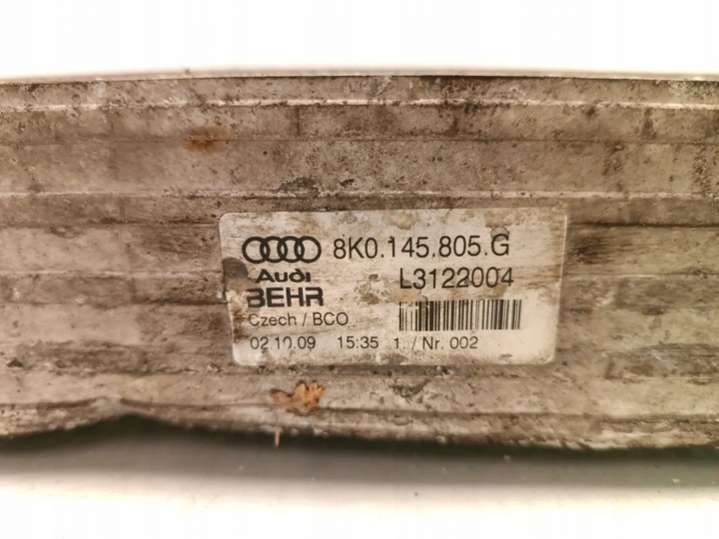 8K0.145.805.G
Audi L3122004
BEHR
Czech / BCO
02.10.09 15:35 1. / Nr. 002